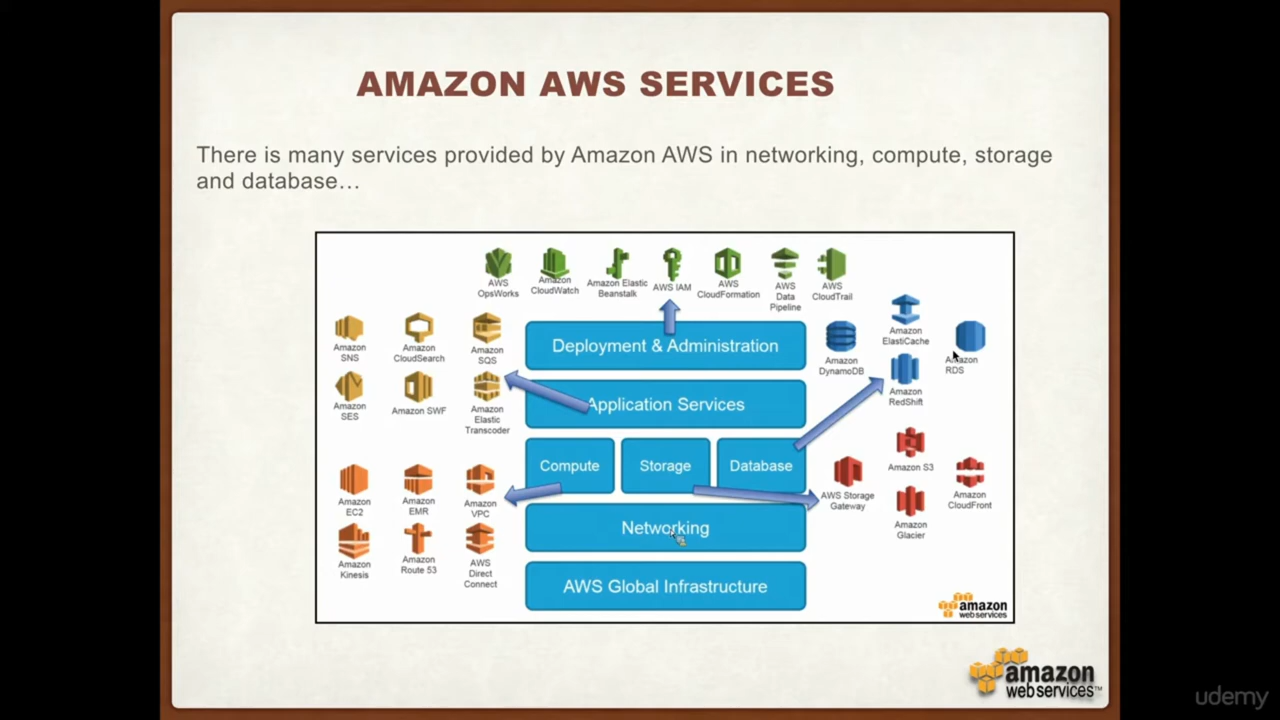 AMAZON AWS SERVICES
There is many services provided by Amazon AWS in networking, compute, storage
and database…
AWS
OpsWorks
Amazon
CloudWatch
Amazon Elastic
Beanstalk
AWS IAM
AWS
CloudFormation
AWS
Data
Pipeline
AWS
CloudTrail
Amazon
SNS
Amazon
CloudSearch
Amazon
SQS
Amazon
SES
Amazon SWF
Amazon
Elastic
Transcoder
Deployment & Administration
Application Services
Compute
Storage
Database
Networking
AWS Global Infrastructure
Amazon
DynamoDB
Amazon
ElastiCache
Amazon
RDS
Amazon
RedShift
Amazon
EC2
Amazon
EMR
Amazon
VPC
Amazon
Kinesis
Amazon
Route 53
AWS
Direct
Connect
AWS Storage
Gateway
Amazon S3
Amazon
Glacier
Amazon
CloudFront
amazon
web services
amazon
web services™
udemy